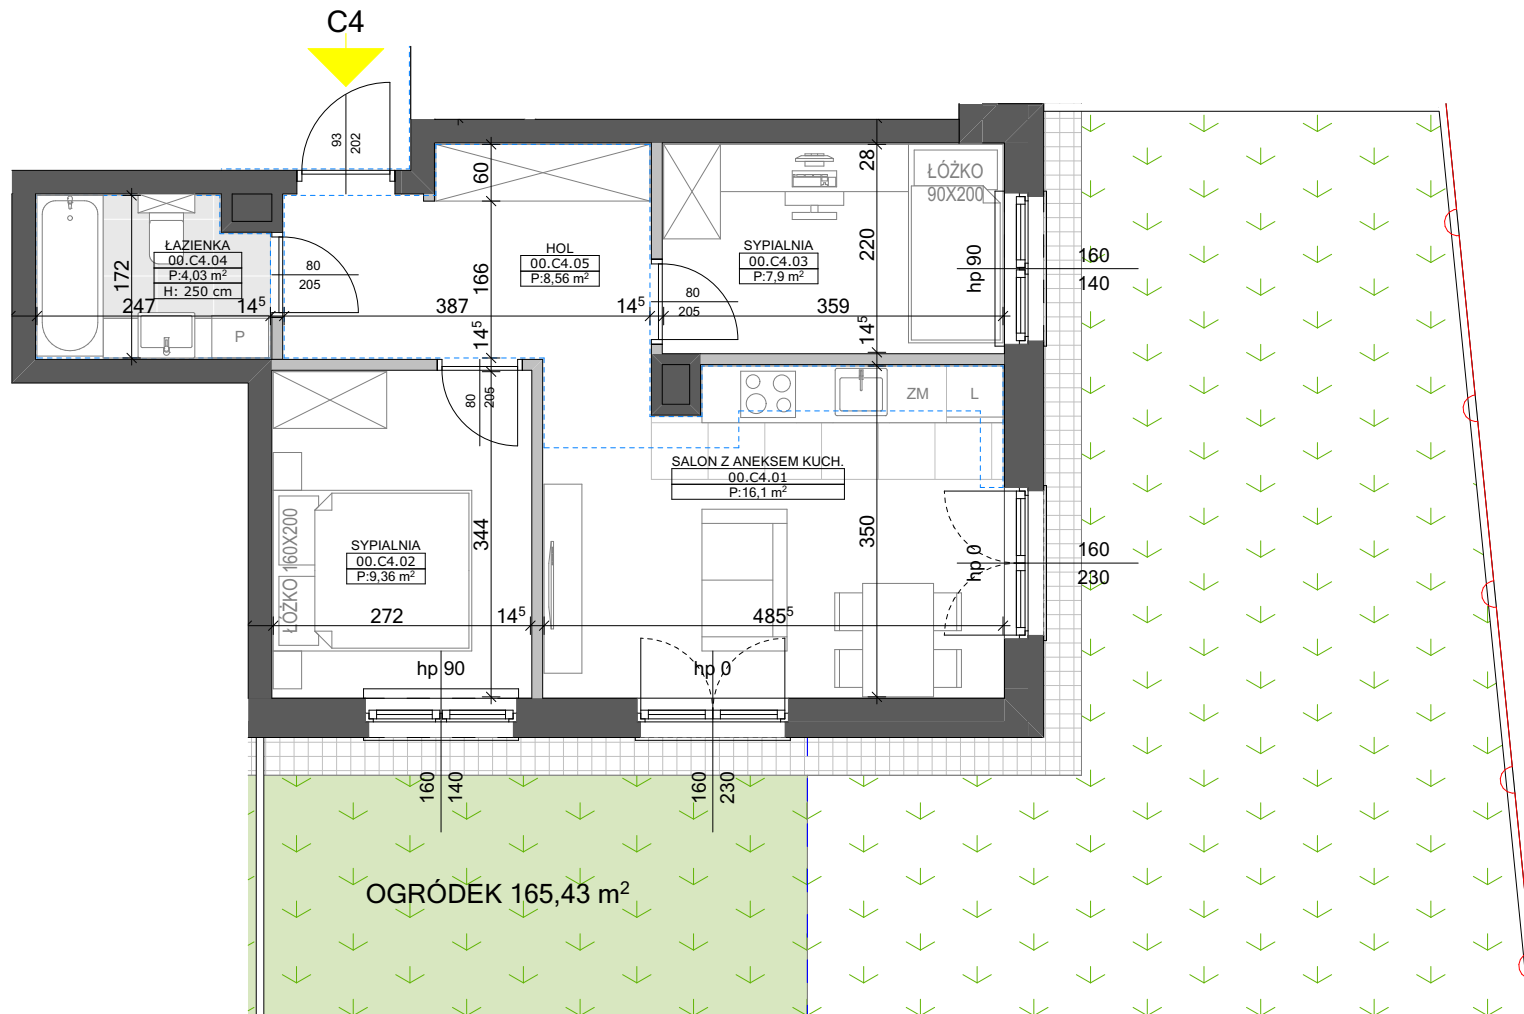 C4
93
202
60
28
ŁÓŻKO
90X200
ŁAZIENKA
00.C4.04
P:4,03 m²
H: 250 cm
172
247
14⁵
P
80
205
HOL
00.C4.05
P:8,56 m²
166
387
14⁵
14⁵
SYPIALNIA
00.C4.03
P:7,9 m²
220
80
205
359
14⁵
hp 90
160
140
80
205
ZM
L
SALON Z ANEKSEM KUCH.
00.C4.01
P:16,1 m²
350
hp 0
160
230
ŁÓŻKO 160X200
SYPIALNIA
00.C4.02
P:9,36 m²
344
272
14⁵
485⁵
hp 90
hp 0
160
140
160
230
OGRÓDEK 165,43 m²